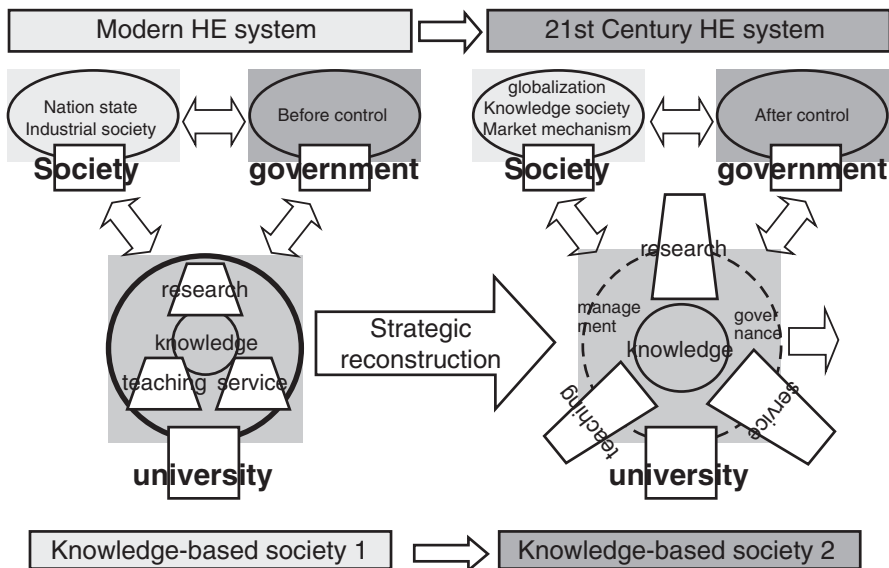 Modern HE system
21st Century HE system
Nation state
Industrial society
Before control
globalization
Knowledge society
Market mechanism
After control
Society
government
Society
government
research
knowledge
teaching
service
university
Strategic
reconstruction
research
manage
ment
gover
nance
knowledge
teaching
service
university
Knowledge-based society 1
Knowledge-based society 2